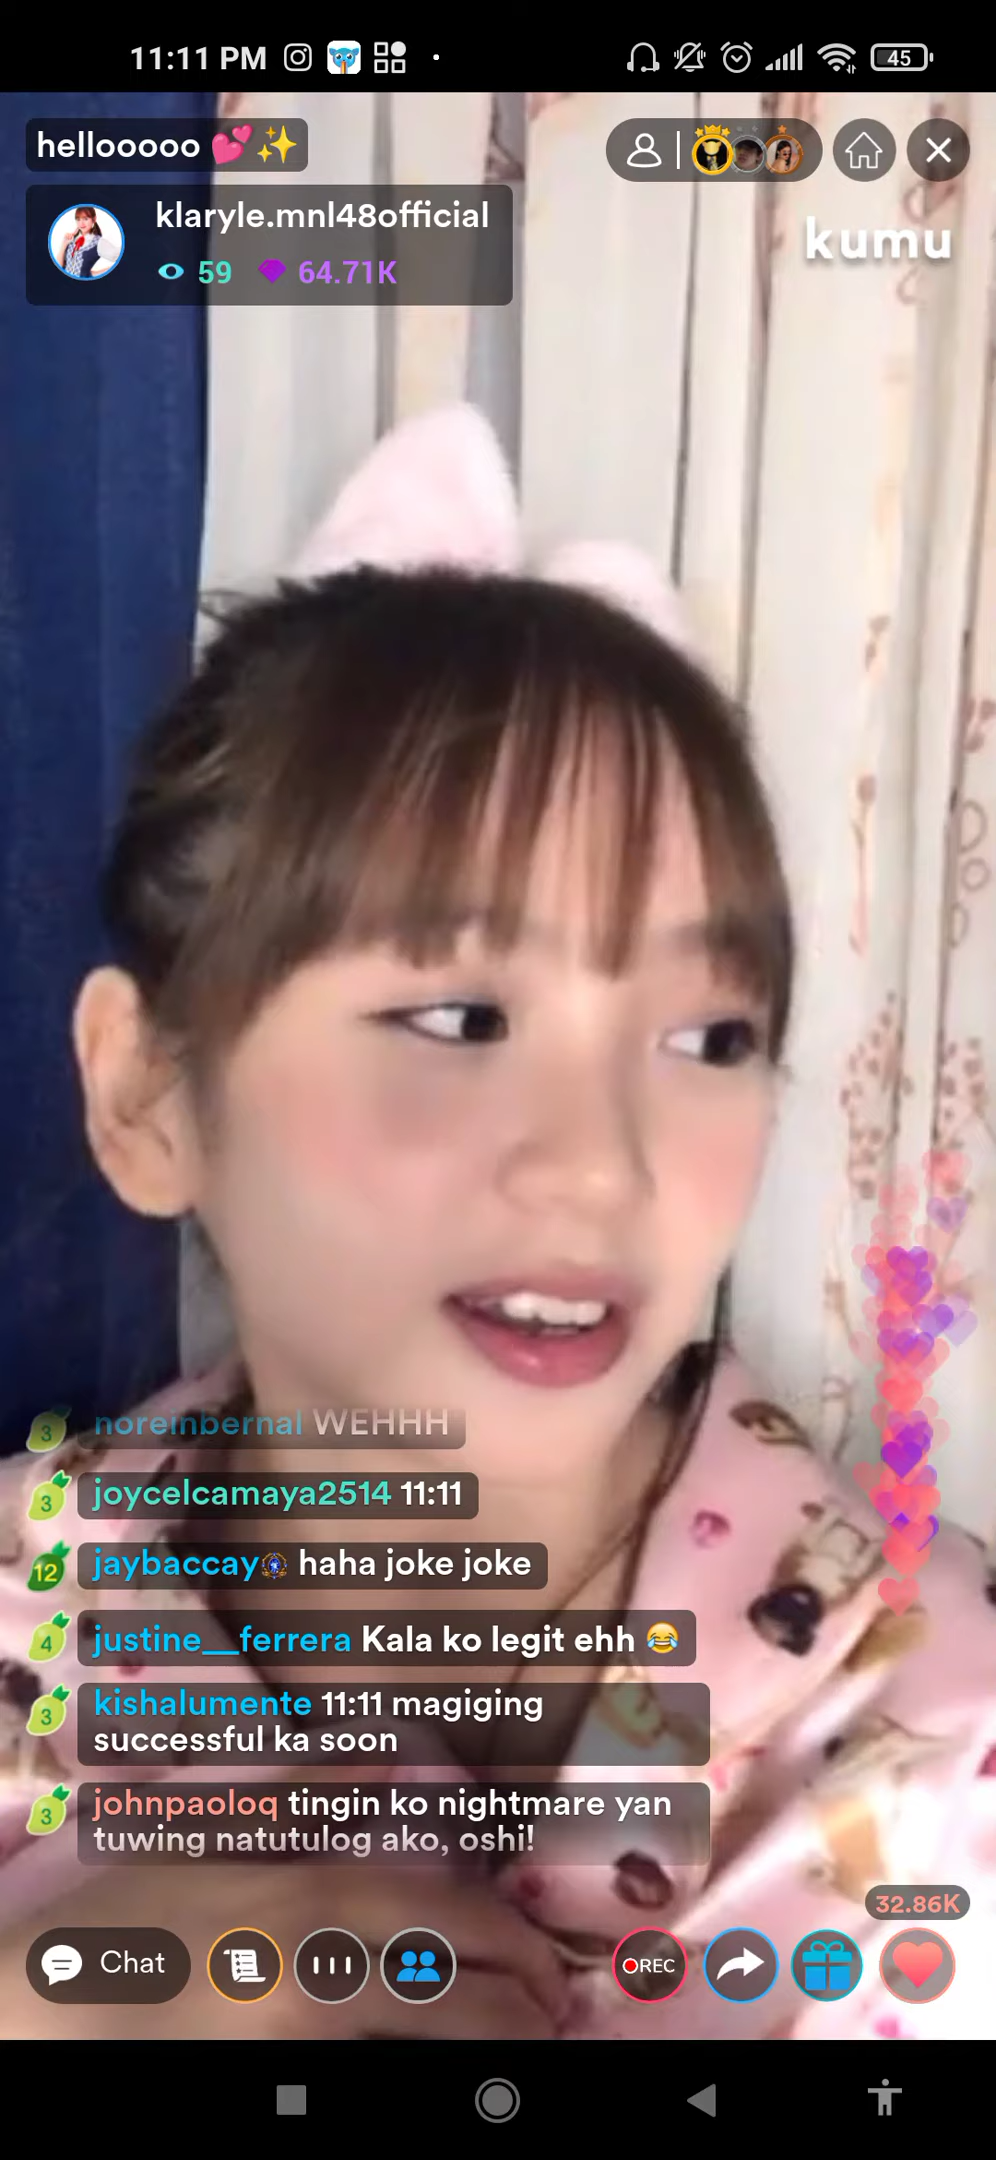 11:11 PM
45
hellooooo 💕✨
klaryle.mnl48official
59 64.71K
kumu
noreinbernal WEHHH
3
joycelcamaya2514 11:11
3
jaybaccay haha joke joke
12
justine__ferrera Kala ko legit ehh 😂
4
kishalumente 11:11 magiging
successful ka soon
3
johnpaoloq tingin ko nightmare yan
tuwing natutulog ako, oshi!
3
32.86K
Chat
REC